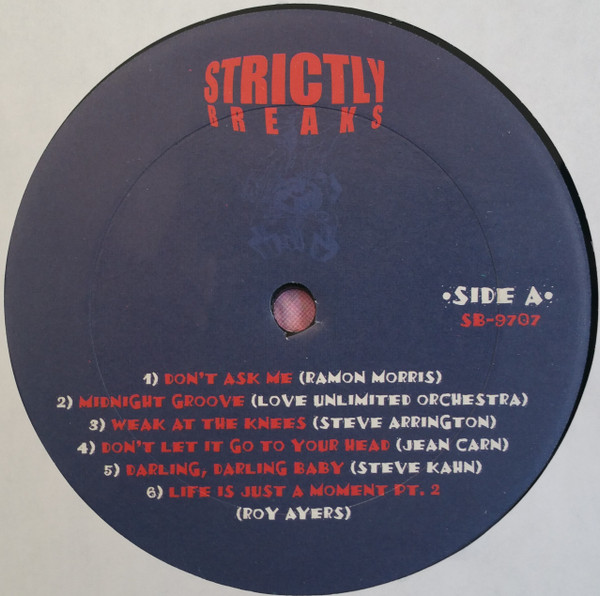 STRICTLY
BREAKS
•SIDE A•
SB-9707
1) DON'T ASK ME (RAMON MORRIS)
2) MIDNIGHT GROOVE (LOVE UNLIMITED ORCHESTRA)
3) WEAK AT THE KNEES (STEVE ARRINGTON)
4) DON'T LET IT GO TO YOUR HEAD (JEAN CARN)
5) DARLING, DARLING BABY (STEVE KAHN)
6) LIFE IS JUST A MOMENT PT. 2
(ROY AYERS)